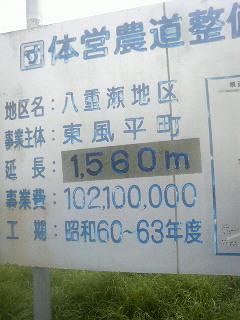 団体営農道整備
地区名:八重瀬地区
事業主体:東風平町
延長:1,560m
事業費:102,100,000
工期:昭和60~63年度